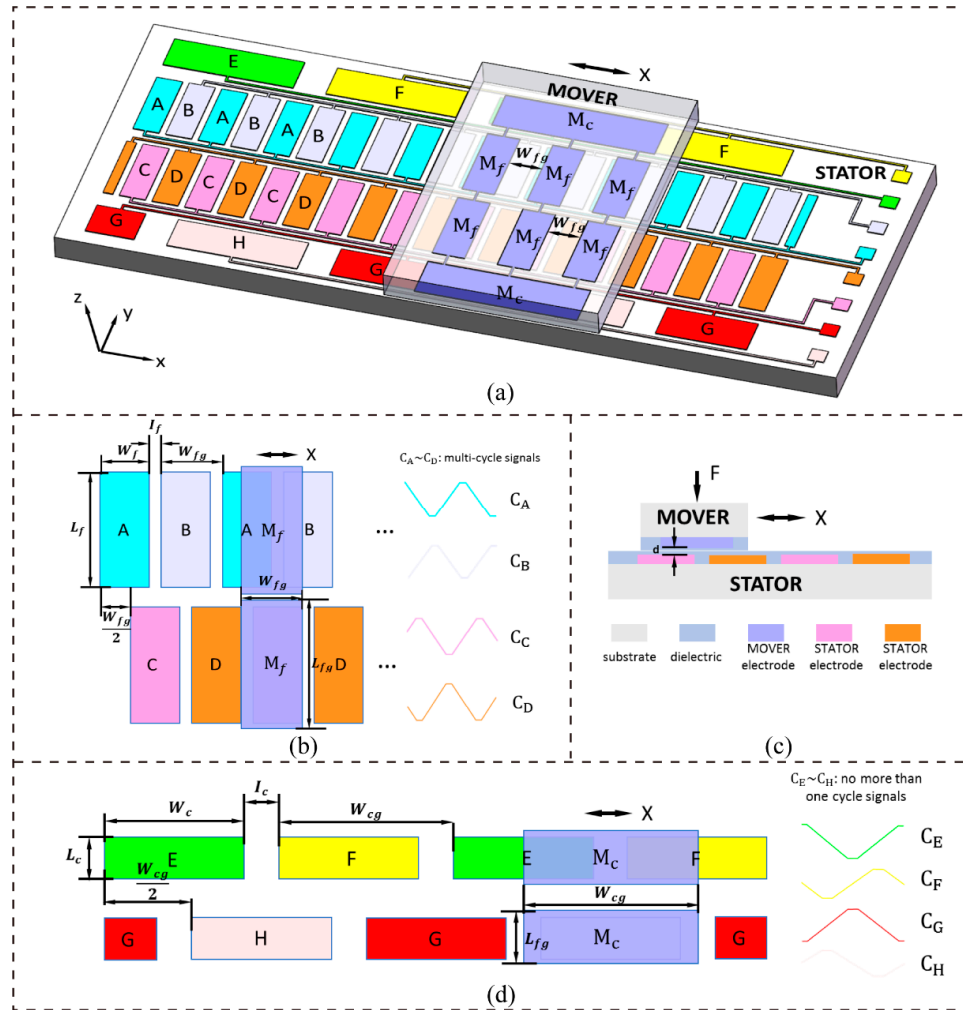 E
X
F
MOVER
M_c
A
B
A
B
A
B
F
M_f
W_fg
M_f
M_f
STATOR
C
D
C
D
C
D
M_f
M_f
W_fg
M_f
G
H
G
M_c
G
z
y
x
(a)
I_f
W_f
W_fg
X
C_A~C_D: multi-cycle signals
L_f
A
B
A
M_f
B
...
C_A
C_B
W_fg
W_fg
2
C
D
M_f
L_fg
D
...
C_C
C_D
(b)
F
MOVER
X
d
STATOR
substrate
dielectric
MOVER
electrode
STATOR
electrode
STATOR
electrode
(c)
W_c
I_c
W_cg
X
C_E~C_H: no more than
one cycle signals
L_c
E
F
E
M_c
F
C_E
W_cg
2
W_cg
C_F
G
H
G
L_fg
M_c
G
C_G
C_H
(d)